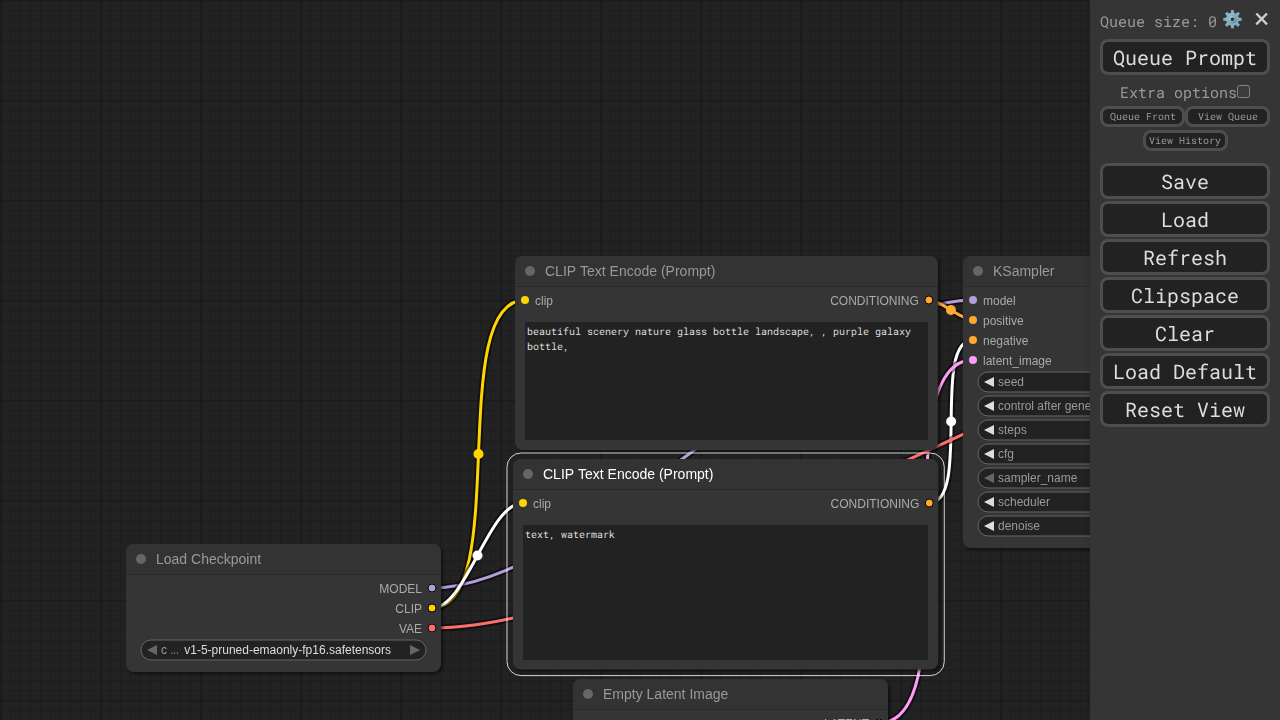 Queue size: 0
Queue Prompt
Extra options
Queue Front
View Queue
View History
Save
Load
Refresh
Clipspace
Clear
Load Default
Reset View
CLIP Text Encode (Prompt)
clip
CONDITIONING
beautiful scenery nature glass bottle landscape, , purple galaxy
bottle,
KSampler
model
positive
negative
latent_image
seed
control after gene
steps
cfg
sampler_name
scheduler
denoise
CLIP Text Encode (Prompt)
clip
CONDITIONING
text, watermark
Load Checkpoint
MODEL
CLIP
VAE
c ... v1-5-pruned-emaonly-fp16.safetensors
Empty Latent Image